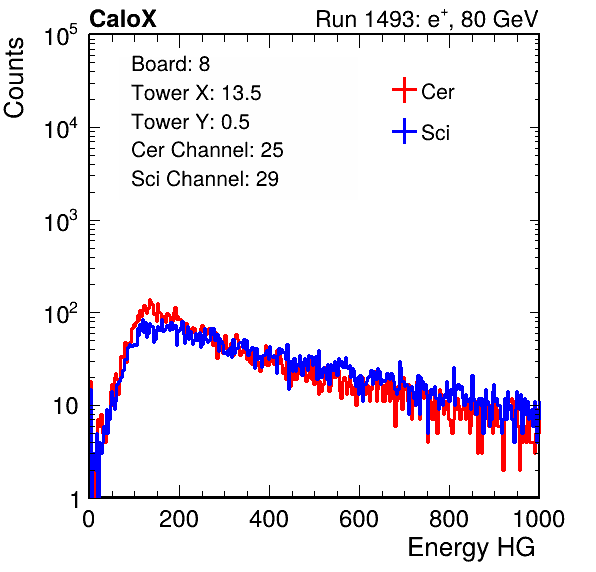 CaloX Run 1493: e⁺, 80 GeV
Counts
Board: 8
Tower X: 13.5
Tower Y: 0.5
Cer Channel: 25
Sci Channel: 29
Cer
Sci
10⁵
10⁴
10³
10²
10
1
0 200 400 600 800 1000
Energy HG